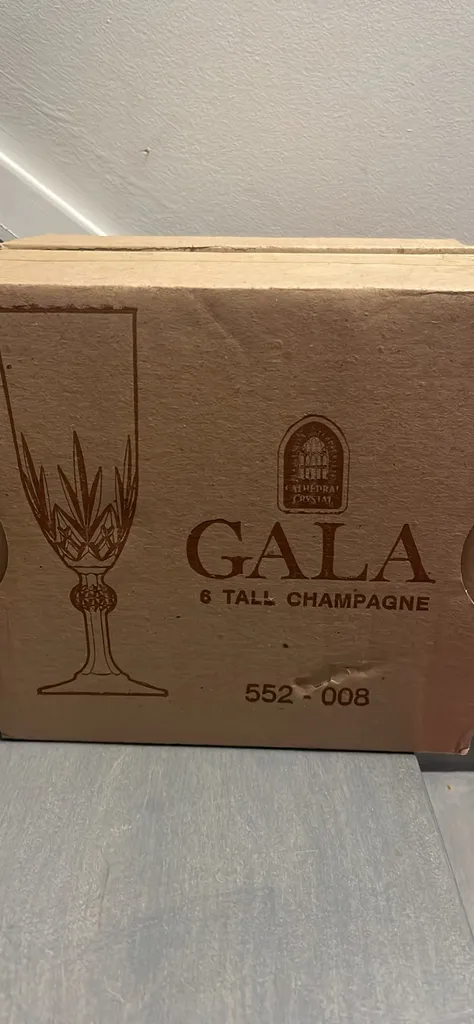 CATHEDRAL
CRYSTAL
GALA
6 TALL CHAMPAGNE
552 - 008